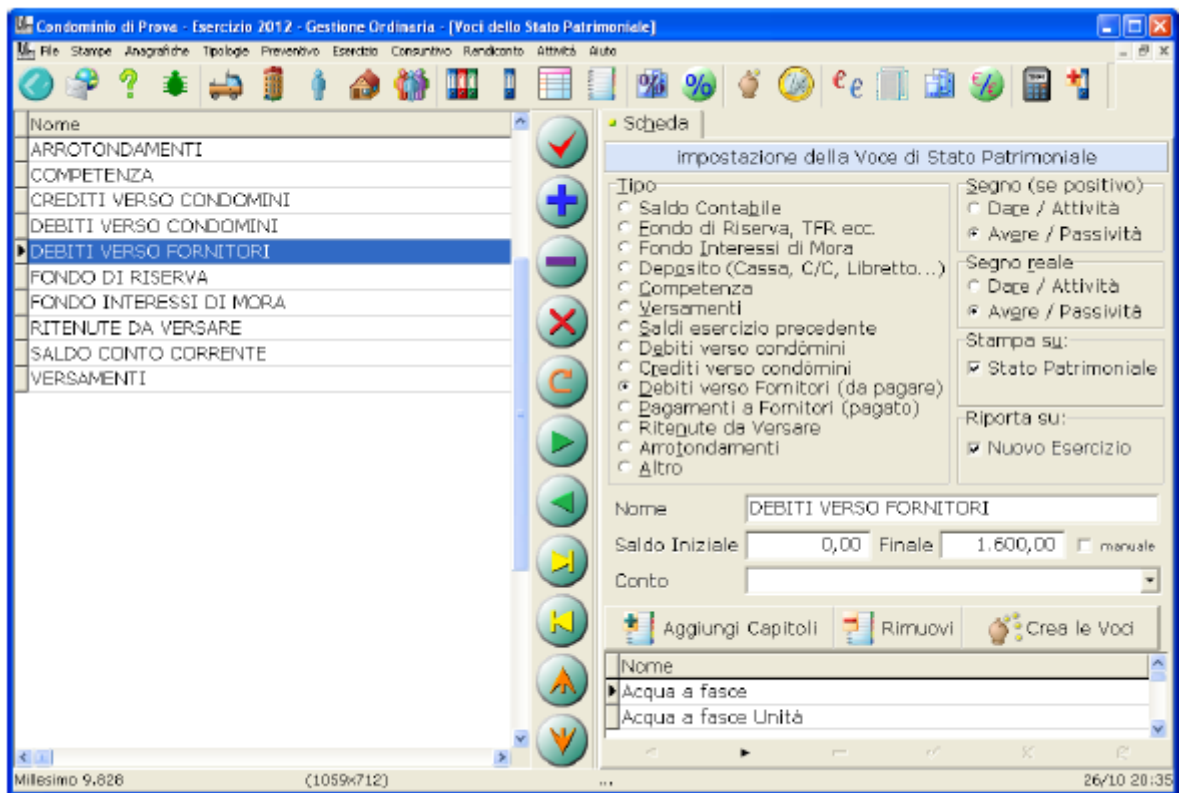 Condominio di Prova - Esercizio 2012 - Gestione Ordinaria - [Voci dello Stato Patrimoniale]
File Stampe Anagrafiche Tipologie Preventivo Esercizio Consuntivo Rendiconto Attività Aiuto
Nome
ARROTONDAMENTI
COMPETENZA
CREDITI VERSO CONDOMINI
DEBITI VERSO CONDOMINI
DEBITI VERSO FORNITORI
FONDO DI RISERVA
FONDO INTERESSI DI MORA
RITENUTE DA VERSARE
SALDO CONTO CORRENTE
VERSAMENTI
Scheda
Impostazione della Voce di Stato Patrimoniale
Tipo
Saldo Contabile
Fondo di Riserva, TFR ecc.
Fondo Interessi di Mora
Deposito (Cassa, C/C, Libretto...)
Competenza
Versamenti
Saldi esercizio precedente
Debiti verso condòmini
Crediti verso condòmini
Debiti verso Fornitori (da pagare)
Pagamenti a Fornitori (pagato)
Ritenute da Versare
Arrotondamenti
Altro
Segno (se positivo)
Dare / Attività
Avere / Passività
Segno reale
Dare / Attività
Avere / Passività
Stampa su:
Stato Patrimoniale
Riporta su:
Nuovo Esercizio
Nome DEBITI VERSO FORNITORI
Saldo Iniziale 0,00 Finale 1.600,00 manuale
Conto
Aggiungi Capitoli Rimuovi Crea le Voci
Nome
Acqua a fasce
Acqua a fasce Unità
Millesimo 9.828 (1059x712) ... 26/10 20:35